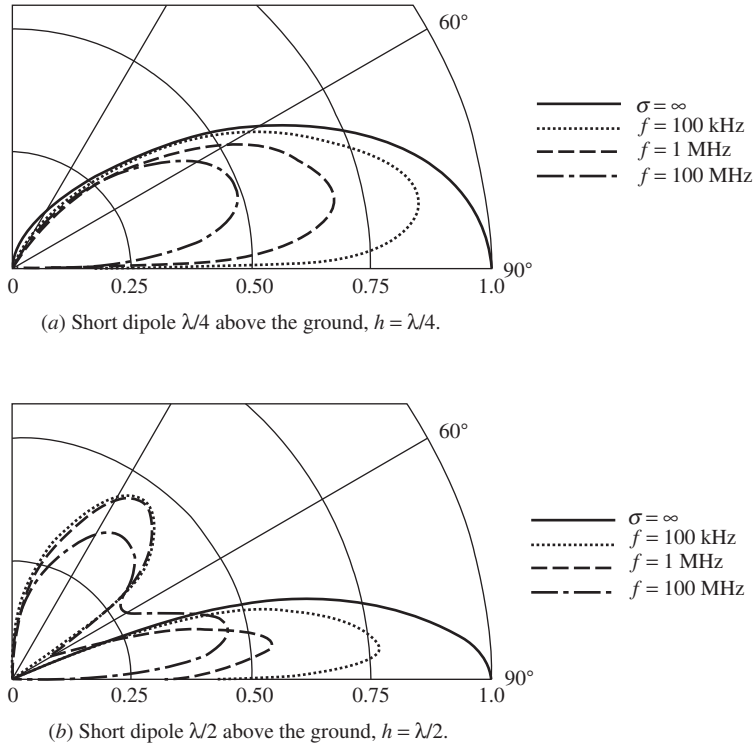 60°
σ = ∞
f = 100 kHz
f = 1 MHz
f = 100 MHz
90°
0 0.25 0.50 0.75 1.0
(a) Short dipole λ/4 above the ground, h = λ/4.
60°
σ = ∞
f = 100 kHz
f = 1 MHz
f = 100 MHz
90°
0 0.25 0.50 0.75 1.0
(b) Short dipole λ/2 above the ground, h = λ/2.